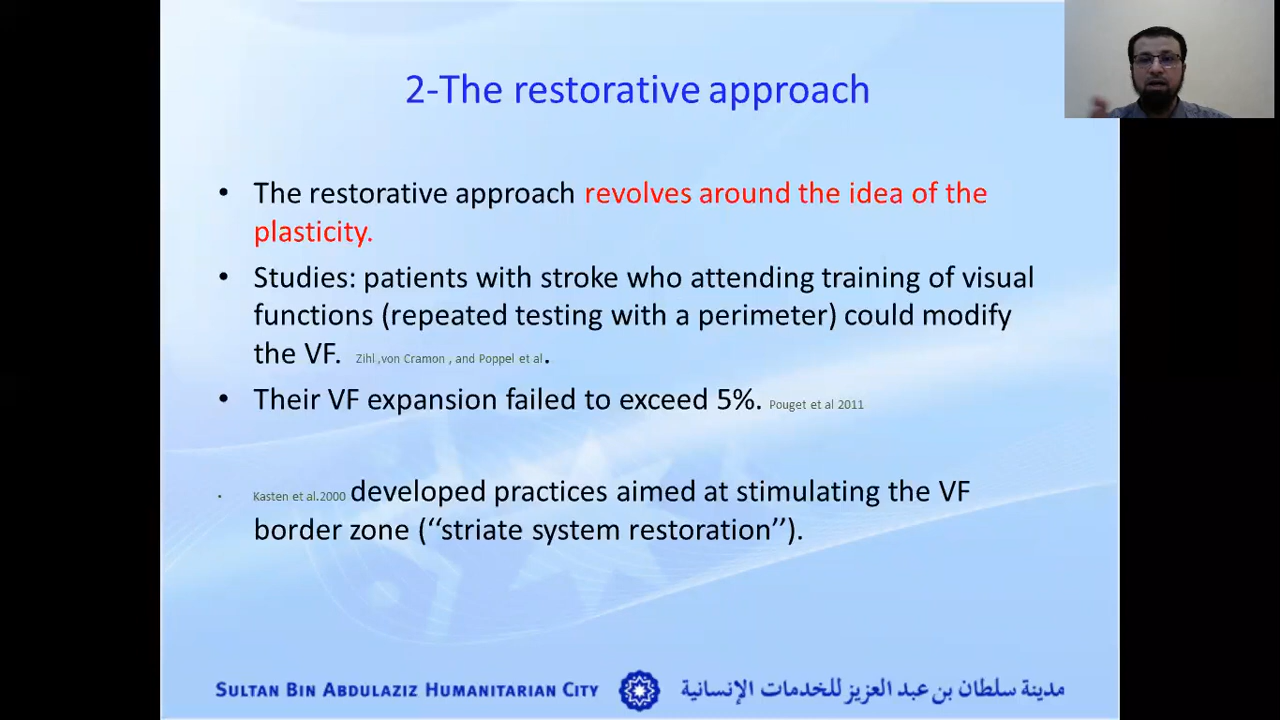 2-The restorative approach
• The restorative approach revolves around the idea of the
plasticity.
• Studies: patients with stroke who attending training of visual
functions (repeated testing with a perimeter) could modify
the VF. Zihl ,von Cramon , and Poppel et al.
• Their VF expansion failed to exceed 5%. Pouget et al 2011
• Kasten et al.2000 developed practices aimed at stimulating the VF
border zone (‘‘striate system restoration’’).
SULTAN BIN ABDULAZIZ HUMANITARIAN CITY
مدينة سلطان بن عبد العزيز للخدمات الإنسانية